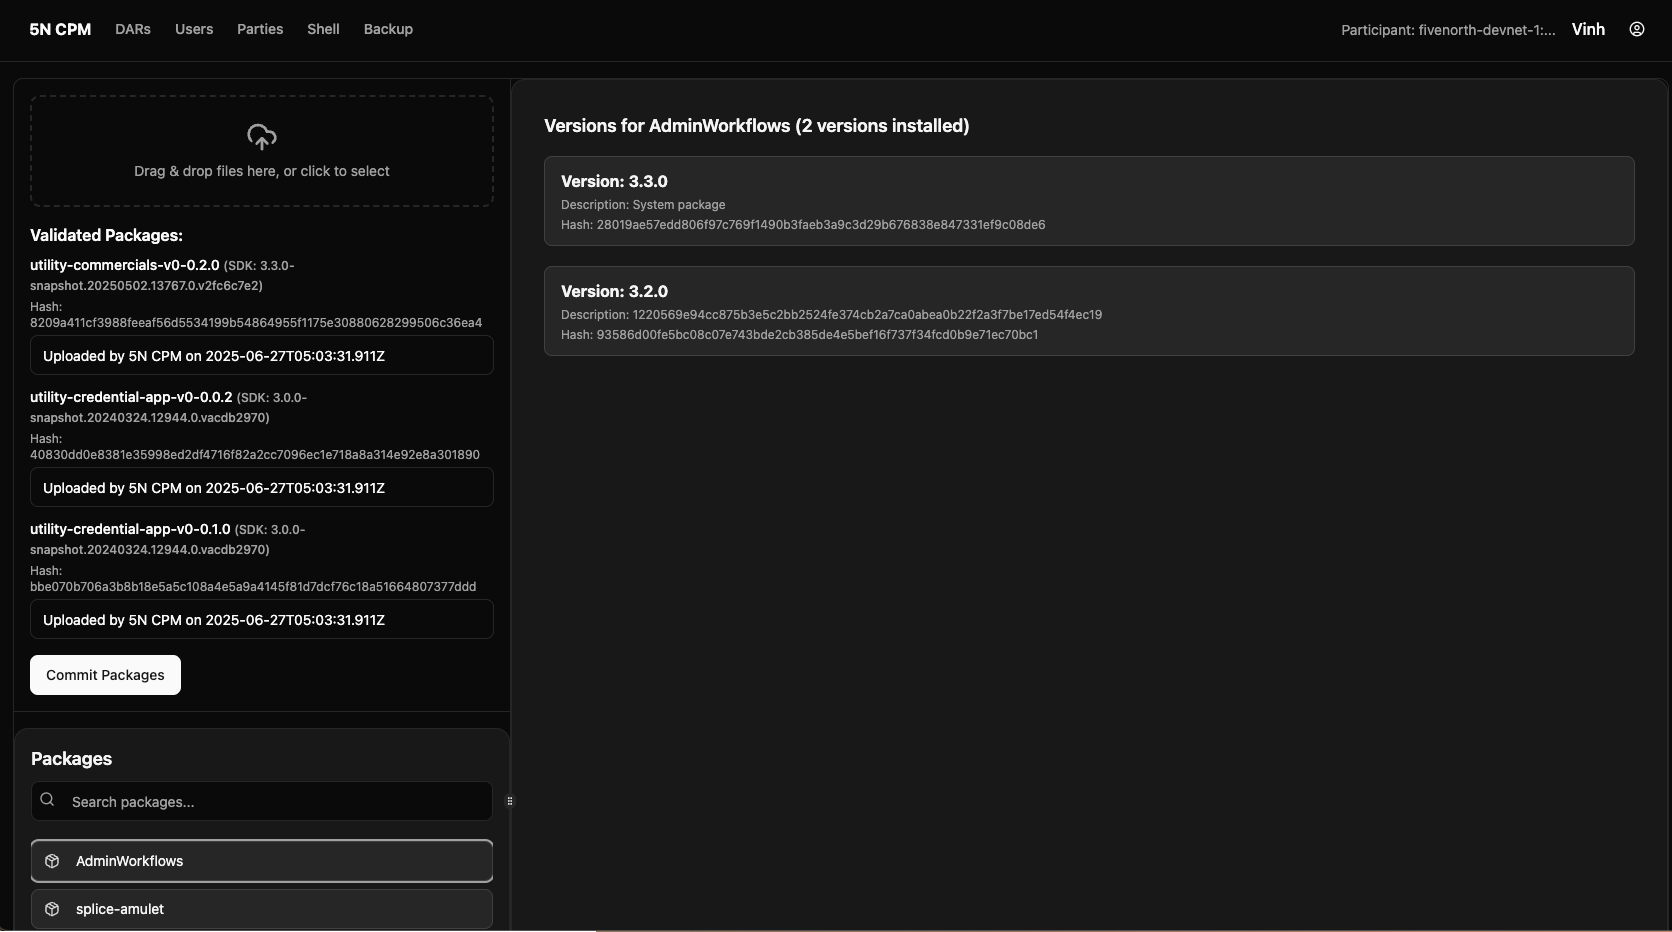 5N CPM DARs Users Parties Shell Backup Participant: fivenorth-devnet-1:... Vinh
Drag & drop files here, or click to select
Validated Packages:
utility-commercials-v0-0.2.0 (SDK: 3.3.0-
snapshot.20250502.13767.0.v2fc6c7e2)
Hash:
8209a411cf3988feeaf56d5534199b54864955f1175e30880628299506c36ea4
Uploaded by 5N CPM on 2025-06-27T05:03:31.911Z
utility-credential-app-v0-0.0.2 (SDK: 3.0.0-
snapshot.20240324.12944.0.vacdb2970)
Hash:
40830dd0e8381e35998ed2df4716f82a2cc7096ec1e718a8a314e92e8a301890
Uploaded by 5N CPM on 2025-06-27T05:03:31.911Z
utility-credential-app-v0-0.1.0 (SDK: 3.0.0-
snapshot.20240324.12944.0.vacdb2970)
Hash:
bbe070b706a3b8b18e5a5c108a4e5a9a4145f81d7dcf76c18a51664807377ddd
Uploaded by 5N CPM on 2025-06-27T05:03:31.911Z
Commit Packages
Packages
Search packages...
AdminWorkflows
splice-amulet
Versions for AdminWorkflows (2 versions installed)
Version: 3.3.0
Description: System package
Hash: 28019ae57edd806f97c769f1490b3faeb3a9c3d29b676838e847331ef9c08de6
Version: 3.2.0
Description: 1220569e94cc875b3e5c2bb2524fe374cb2a7ca0abea0b22f2a3f7be17ed54f4ec19
Hash: 93586d00fe5bc08c07e743bde2cb385de4e5bef16f737f34fcd0b9e71ec70bc1